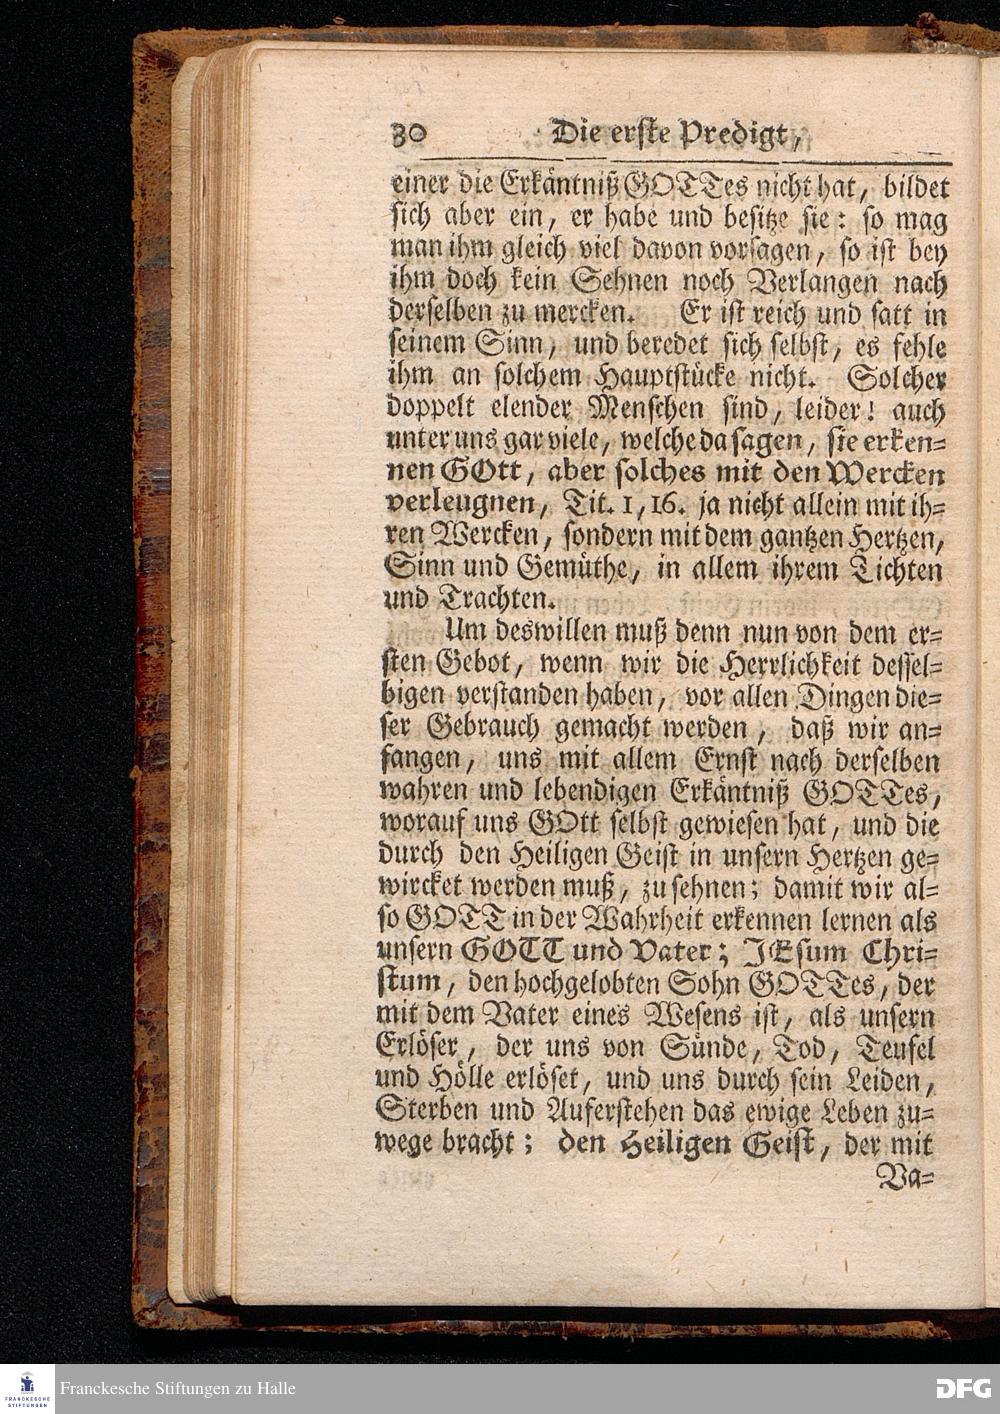 30 Die erste Predigt,
einer die Erkäntniß GOTTes nicht hat, bildet
sich aber ein, er habe und besitze sie: so mag
man ihm gleich viel davon vorsagen, so ist bey
ihm doch kein Sehnen noch Verlangen nach
derselben zu mercken. Er ist reich und satt in
seinem Sinn, und beredet sich selbst, es fehle
ihm an solchem Hauptstücke nicht. Solcher
doppelt elender Menschen sind, leider! auch
unter uns gar viele, welche da sagen, sie erken-
nen GOtt, aber solches mit den Wercken
verleugnen, Tit. 1, 16. ja nicht allein mit ih-
ren Wercken, sondern mit dem gantzen Hertzen,
Sinn und Gemüthe, in allem ihrem Tichten
und Trachten.
Um deswillen muß denn nun von dem er-
sten Gebot, wenn wir die Herrlichkeit dessel-
bigen verstanden haben, vor allen Dingen die-
ser Gebrauch gemacht werden, daß wir an-
fangen, uns mit allem Ernst nach derselben
wahren und lebendigen Erkäntniß GOTTes,
worauf uns GOtt selbst gewiesen hat, und die
durch den Heiligen Geist in unsern Hertzen ge-
wircket werden muß, zu sehnen; damit wir al-
so GOTT in der Wahrheit erkennen lernen als
unsern GOTT und Vater; JEsum Chri-
stum, den hochgelobten Sohn GOTTes, der
mit dem Vater eines Wesens ist, als unsern
Erlöser, der uns von Sünde, Tod, Teufel
und Hölle erlöset, und uns durch sein Leiden,
Sterben und Auferstehen das ewige Leben zu-
wege bracht; den Heiligen Geist, der mit
Va-
FRANCKESCHE
STIFTUNGEN
Franckesche Stiftungen zu Halle
DFG